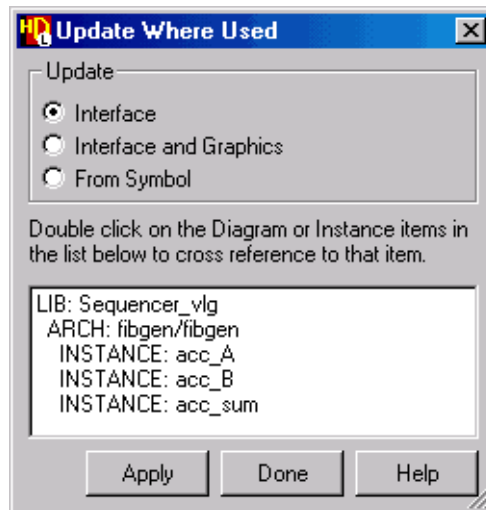 HD L Update Where Used
Update
Interface
Interface and Graphics
From Symbol
Double click on the Diagram or Instance items in
the list below to cross reference to that item.
LIB: Sequencer_vlg
ARCH: fibgen/fibgen
INSTANCE: acc_A
INSTANCE: acc_B
INSTANCE: acc_sum
Apply Done Help